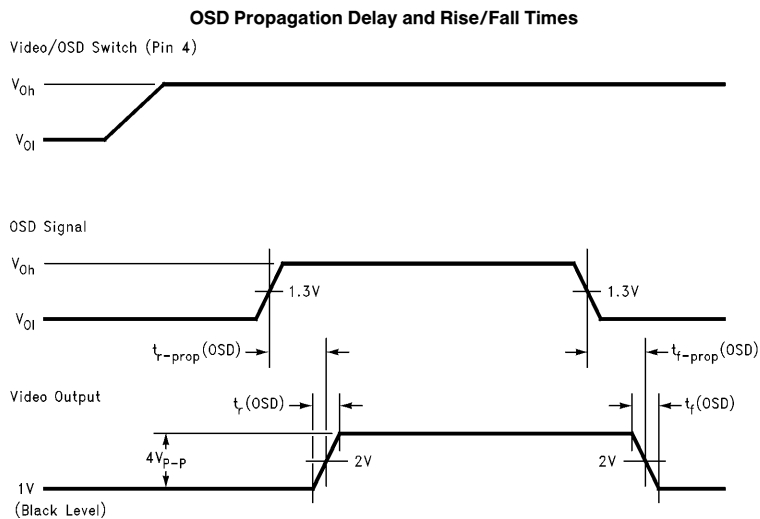 OSD Propagation Delay and Rise/Fall Times
Video/OSD Switch (Pin 4)
VOh
VOl
OSD Signal
VOh
1.3V
1.3V
VOl
tr-prop(OSD)
tf-prop(OSD)
Video Output
tr(OSD)
tf(OSD)
4VP-P
2V
2V
1V
(Black Level)